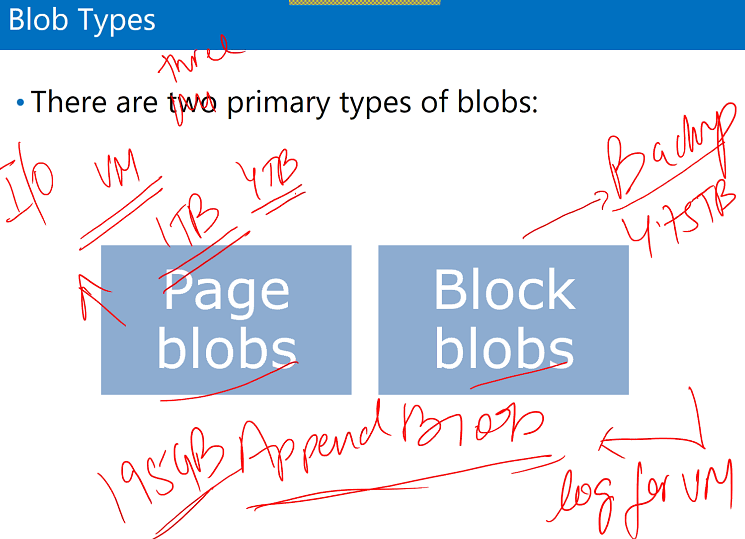 Blob Types
three
• There are two primary types of blobs:
I/O
VM
1TB
4TB
Backup
4.75TB
Page
blobs
Block
blobs
195GB Append Blob
log for VM